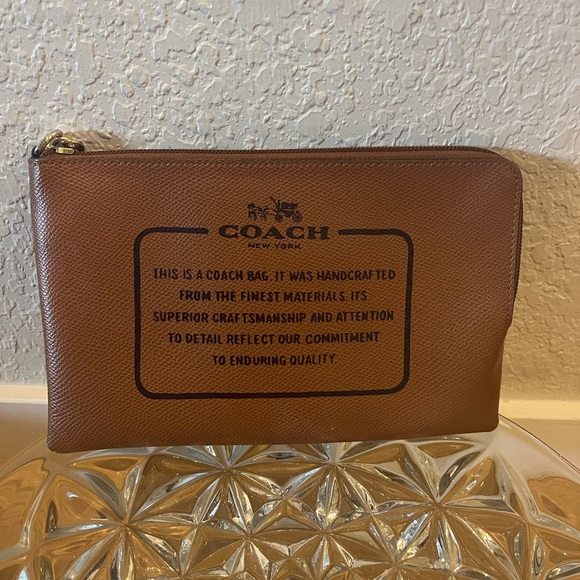 COACH
NEW YORK
THIS IS A COACH BAG. IT WAS HANDCRAFTED
FROM THE FINEST MATERIALS. ITS
SUPERIOR CRAFTSMANSHIP AND ATTENTION
TO DETAIL REFLECT OUR COMMITMENT
TO ENDURING QUALITY.